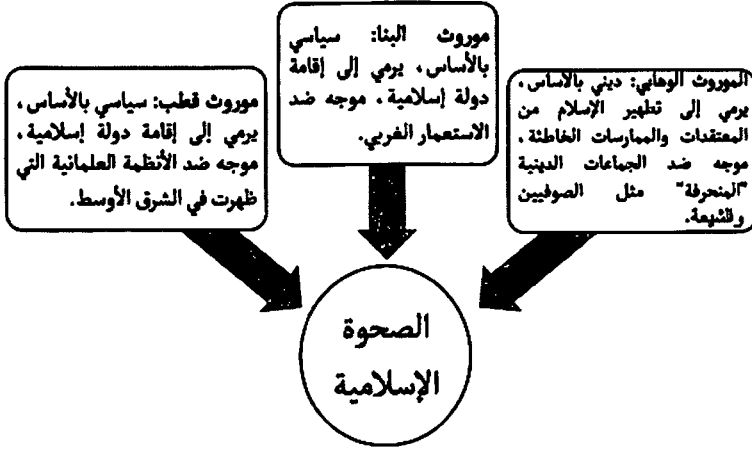 الموروث الوهابي: ديني بالأساس،
يرمي إلى تطهير الإسلام من
المعتقدات والممارسات الخاطئة،
موجه ضد الجماعات الدينية
"المنحرفة" مثل الصوفيين
والشيعة.
موروث البنا: سياسي
بالأساس، يرمي إلى إقامة
دولة إسلامية، موجه ضد
الاستعمار الغربي.
موروث قطب: سياسي بالأساس،
يرمي إلى إقامة دولة إسلامية،
موجه ضد الأنظمة العلمانية التي
ظهرت في الشرق الأوسط.
الصحوة
الإسلامية